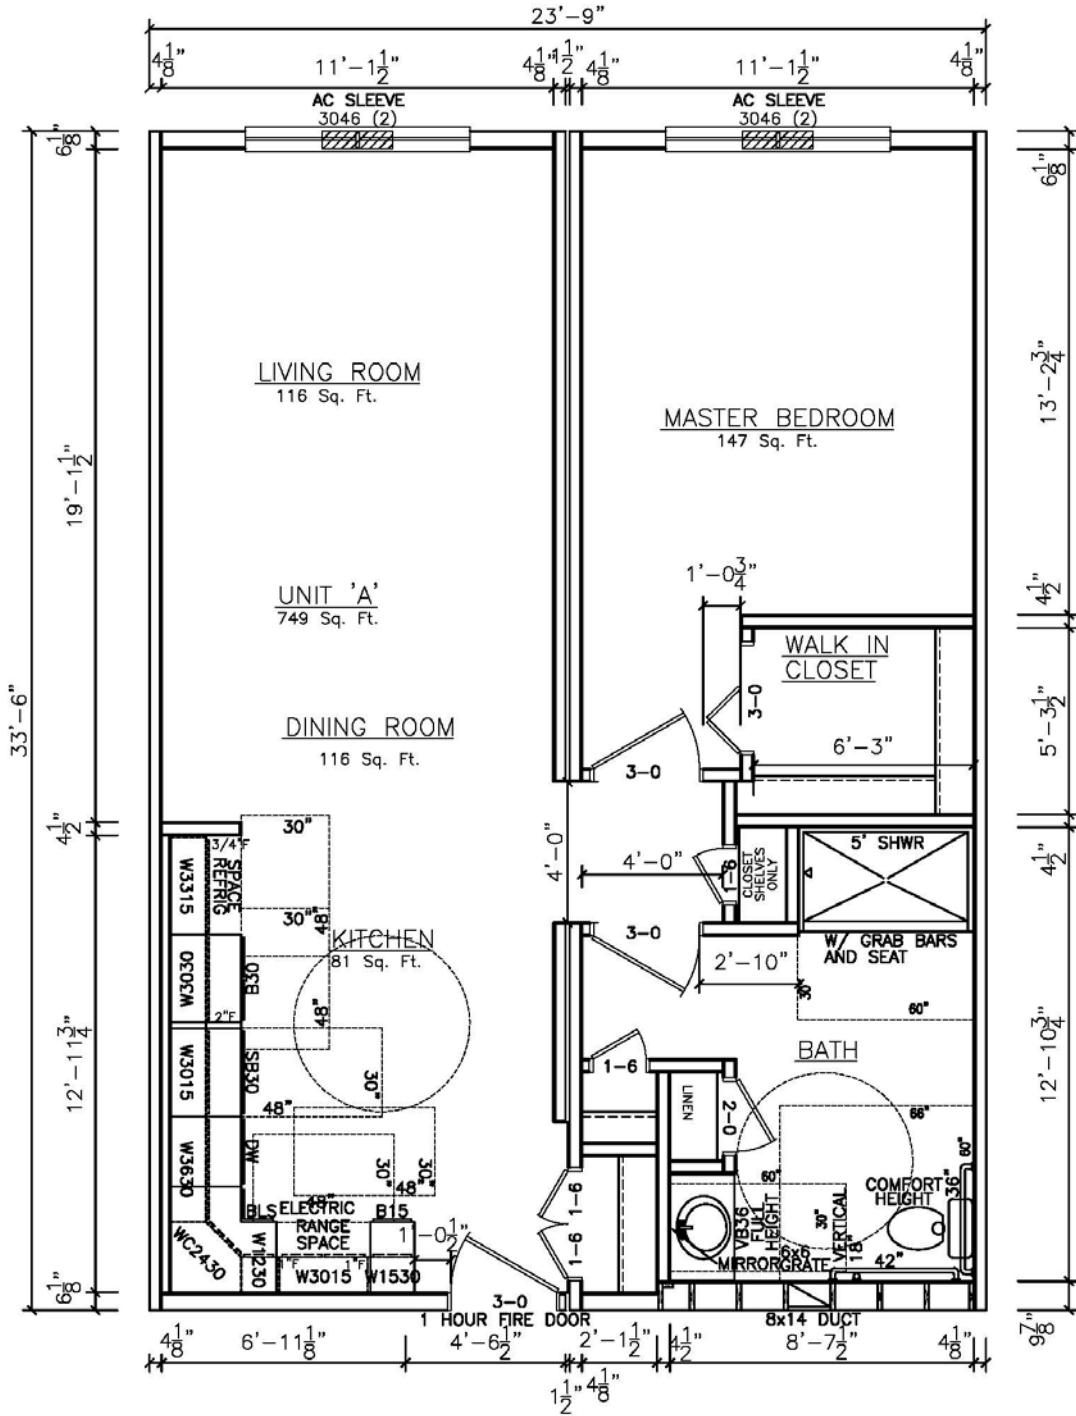 23'-9"
4 1/8"
11'-1 1/2"
4 1/8"
1 1/2"
4 1/8"
11'-1 1/2"
4 1/8"
AC SLEEVE
3046 (2)
AC SLEEVE
3046 (2)
6 1/8"
6 1/8"
LIVING ROOM
116 Sq. Ft.
MASTER BEDROOM
147 Sq. Ft.
13'-2 3/4"
19'-1 1/2"
1'-0 3/4"
UNIT 'A'
749 Sq. Ft.
4 1/2"
WALK IN
CLOSET
3-0
6'-3"
5'-3 1/2"
33'-6"
DINING ROOM
116 Sq. Ft.
3-0
4 1/2"
30"
3/4"F
SPACE
REFRIG
W3315
4'-0"
4'-0"
1-6
CLOSET
SHELVES
ONLY
5' SHWR
4 1/2"
30"
48"
KITCHEN
81 Sq. Ft.
3-0
2'-10"
W/ GRAB BARS
AND SEAT
W3030
B30
30"
60"
2"F
48"
12'-11 3/4"
W3015
SB30
30"
48"
1-6
BATH
12'-10 3/4"
LINEN
2-0
66"
W3630
DW
30"
30"
48"
48"
60"
60"
COMFORT
HEIGHT
36"
BLS
ELECTRIC
RANGE
SPACE
B15
1'-0 1/2"
1-6
1-6
VB36
FULL
HEIGHT
MIRROR
6x6
GRATE
30"
VERTICAL
18"
42"
WC2430
W1230
1"F
W3015
1"F
W1530
6 1/8"
3-0
1 HOUR FIRE DOOR
8x14 DUCT
9 7/8"
4 1/8"
6'-11 1/8"
4'-6 1/2"
1 1/2"
4 1/8"
2'-1 1/2"
4 1/2"
8'-7 1/2"
4 1/8"